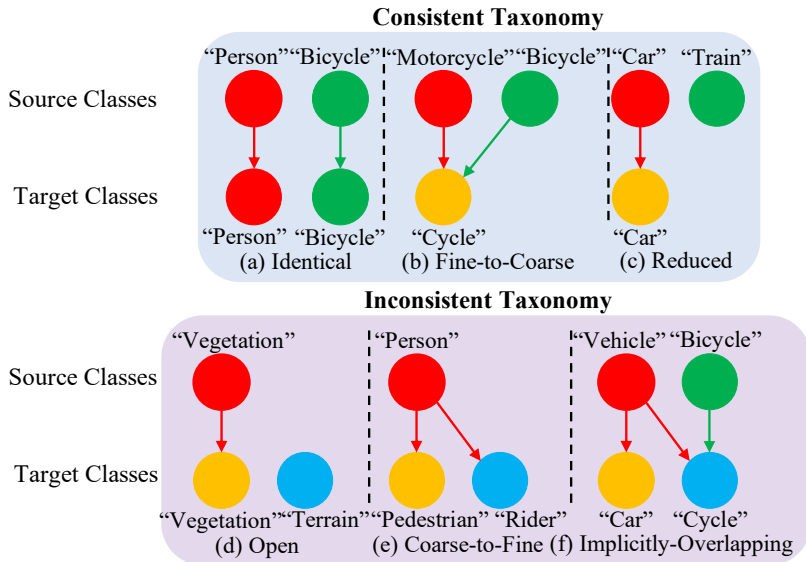 Consistent Taxonomy
“Person” “Bicycle” “Motorcycle” “Bicycle” “Car” “Train”
Source Classes
Target Classes
“Person” “Bicycle” “Cycle” “Car”
(a) Identical (b) Fine-to-Coarse (c) Reduced
Inconsistent Taxonomy
“Vegetation” “Person” “Vehicle” “Bicycle”
Source Classes
Target Classes
“Vegetation” “Terrain” “Pedestrian” “Rider” “Car” “Cycle”
(d) Open (e) Coarse-to-Fine (f) Implicitly-Overlapping